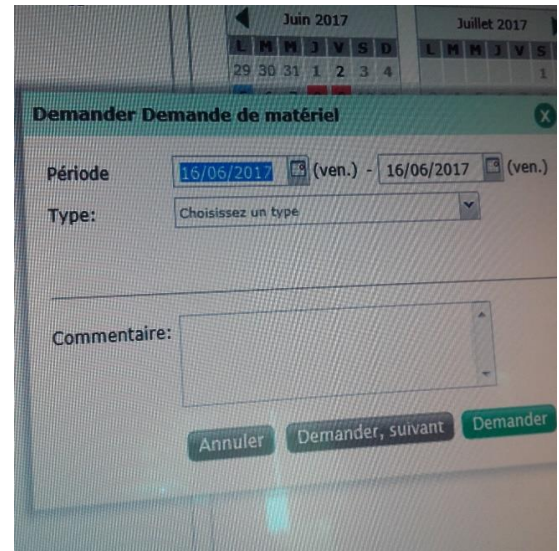 Juin 2017
Juillet 2017
L M M J V S D
L M M J V S
29 30 31 1 2 3 4
1
Demander Demande de matériel
Période
16/06/2017 (ven.) - 16/06/2017 (ven.)
Type:
Choisissez un type
Commentaire:
Annuler
Demander, suivant
Demander